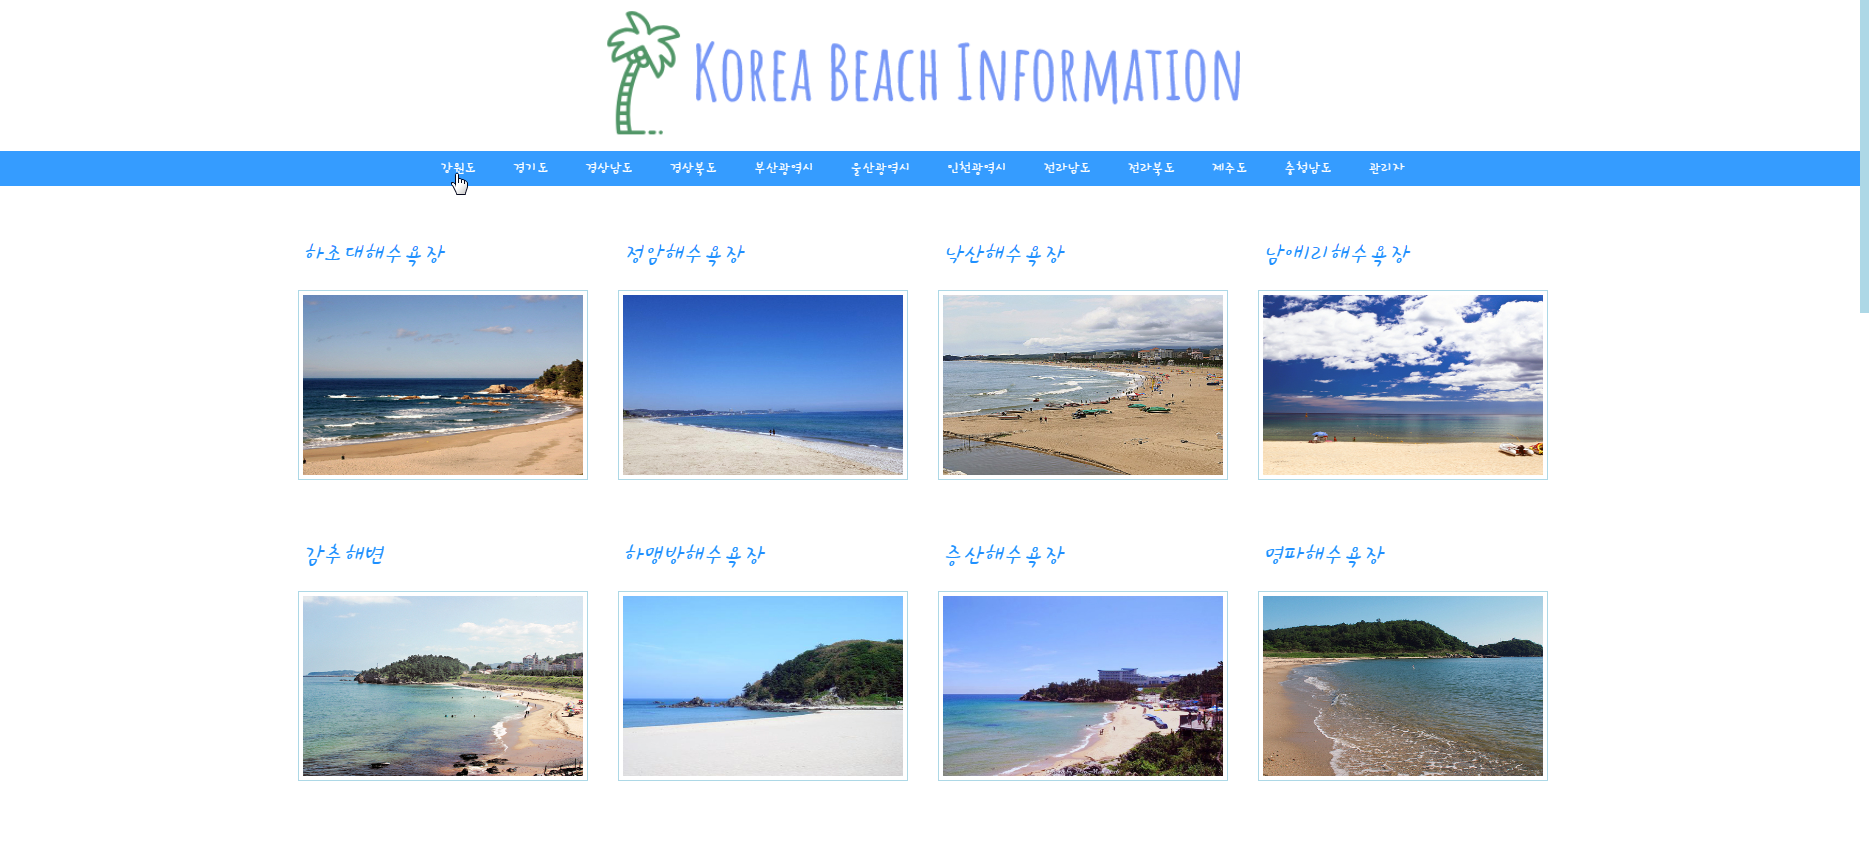 KOREA BEACH INFORMATION
강원도 경기도 경상남도 경상북도 부산광역시 울산광역시 인천광역시 전라남도 전라북도 제주도 충청남도 관리자
하조대해수욕장 정암해수욕장 낙산해수욕장 남애1리해수욕장
감추해변 하맹방해수욕장 증산해수욕장 명파해수욕장